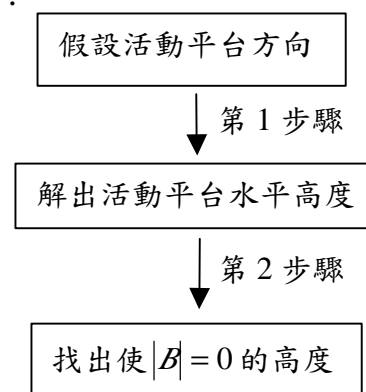 假設活動平台方向
第 1 步驟
解出活動平台水平高度
第 2 步驟
找出使|B| = 0 的高度